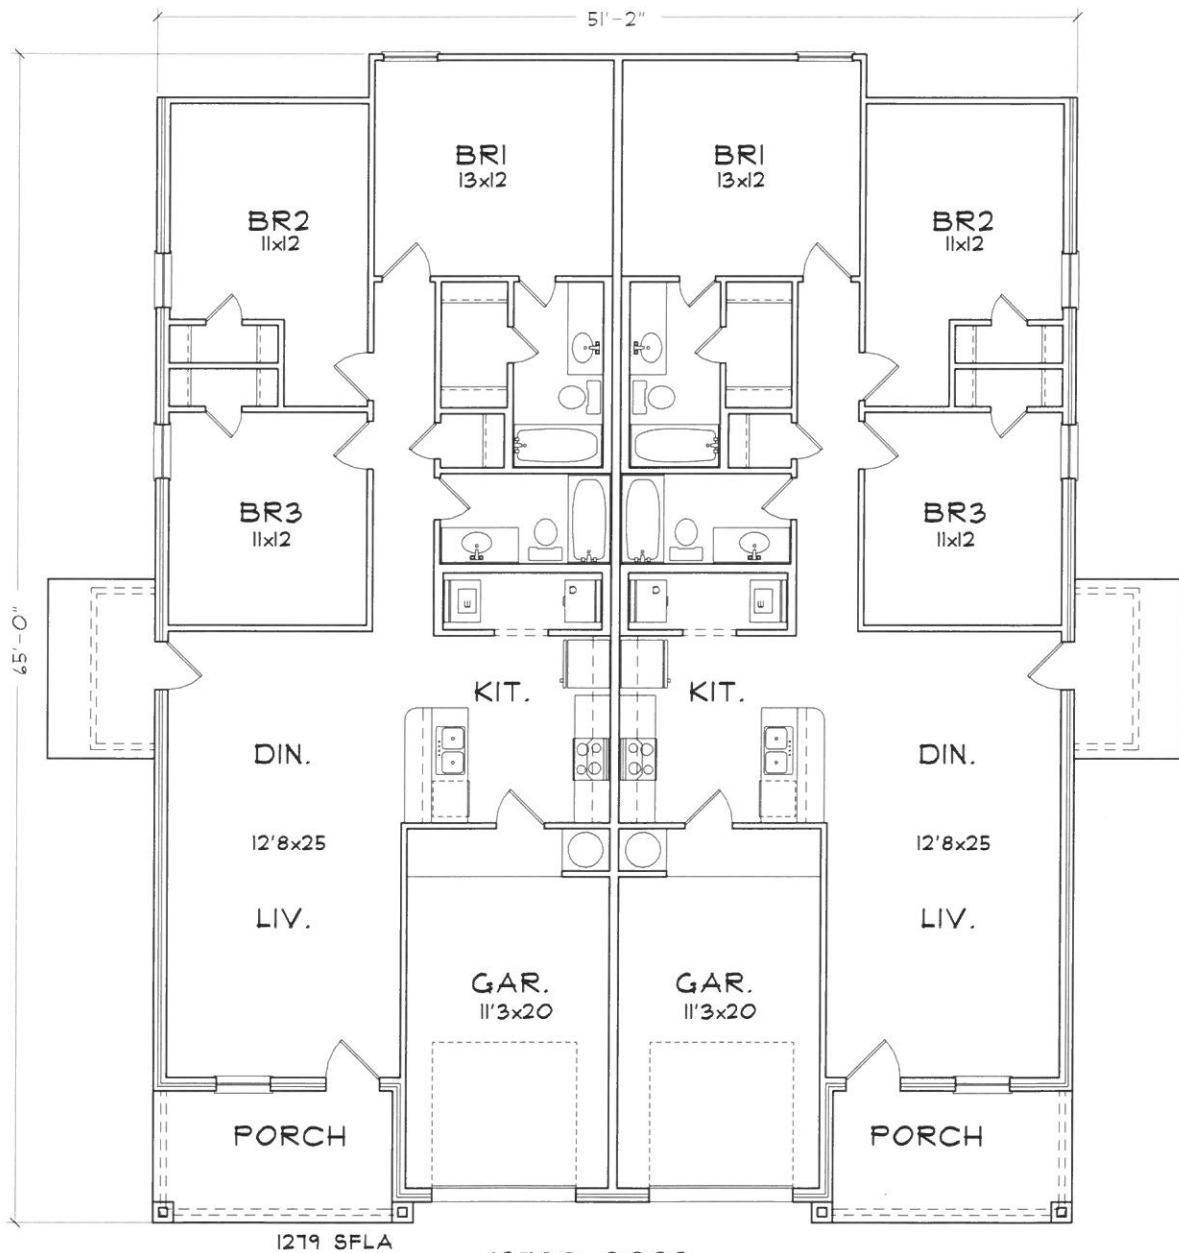 51'-2"
BR1
13x12
BR1
13x12
BR2
11x12
BR2
11x12
BR3
11x12
BR3
11x12
65'-0"
W
D
D
W
KIT.
KIT.
DIN.
DIN.
12'8x25
12'8x25
LIV.
LIV.
GAR.
11'3x20
GAR.
11'3x20
PORCH
PORCH
1279 SFLA